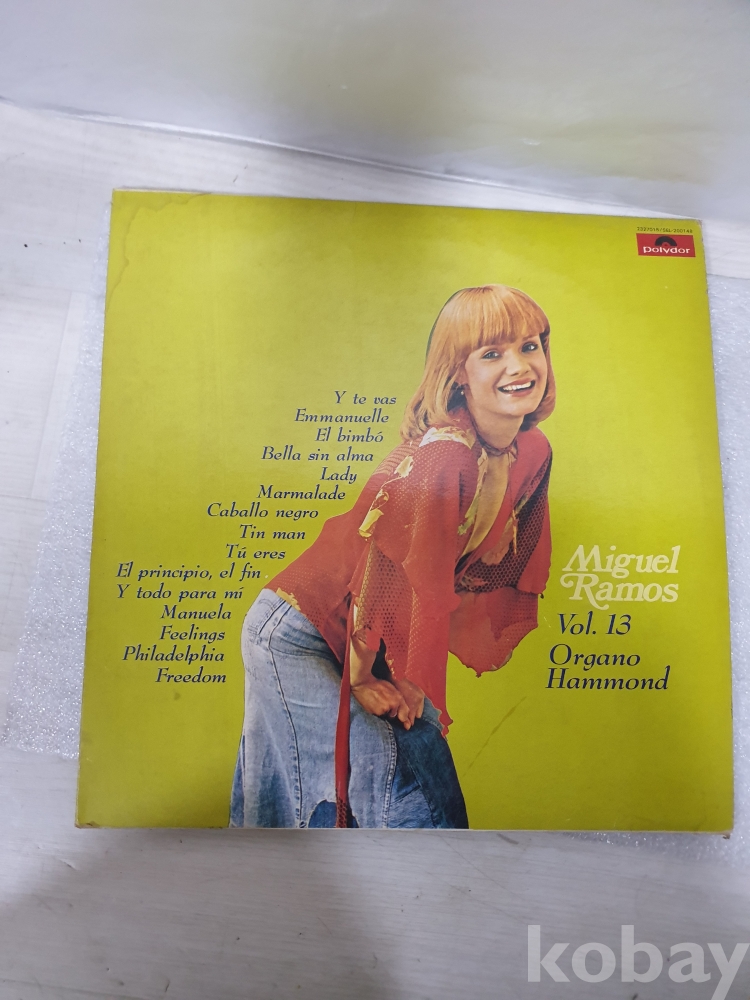 polydor
Y te vas
Emmanuelle
El bimbó
Bella sin alma
Lady
Marmalade
Caballo negro
Tin man
Tú eres
El principio, el fin
Y todo para mí
Manuela
Feelings
Philadelphia
Freedom
Miguel
Ramos
Vol. 13
Organo
Hammond
kobay